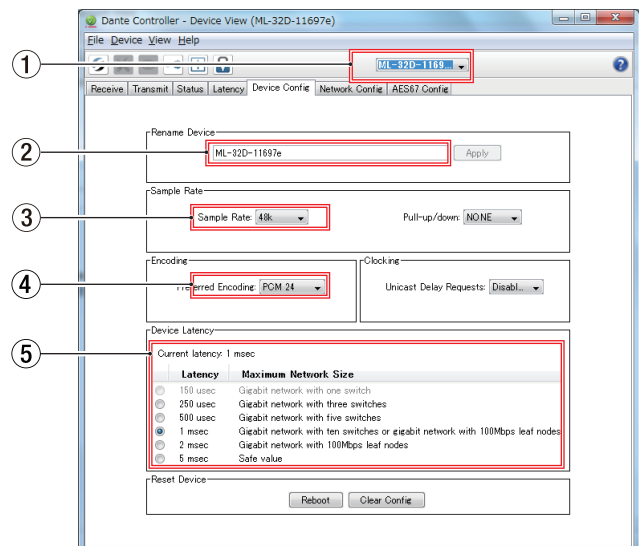 Dante Controller - Device View (ML-32D-11697e)
File Device View Help
1
ML-32D-1169...
?
Receive Transmit Status Latency Device Config Network Config AES67 Config
Rename Device
2
ML-32D-11697e
Apply
Sample Rate
3
Sample Rate: 48k
Pull-up/down: NONE
Encoding
Clocking
4
Preferred Encoding: PCM 24
Unicast Delay Requests: Disabl...
Device Latency
5
Current latency: 1 msec
Latency Maximum Network Size
150 usec Gigabit network with one switch
250 usec Gigabit network with three switches
500 usec Gigabit network with five switches
1 msec Gigabit network with ten switches or gigabit network with 100Mbps leaf nodes
2 msec Gigabit network with 100Mbps leaf nodes
5 msec Safe value
Reset Device
Reboot Clear Config